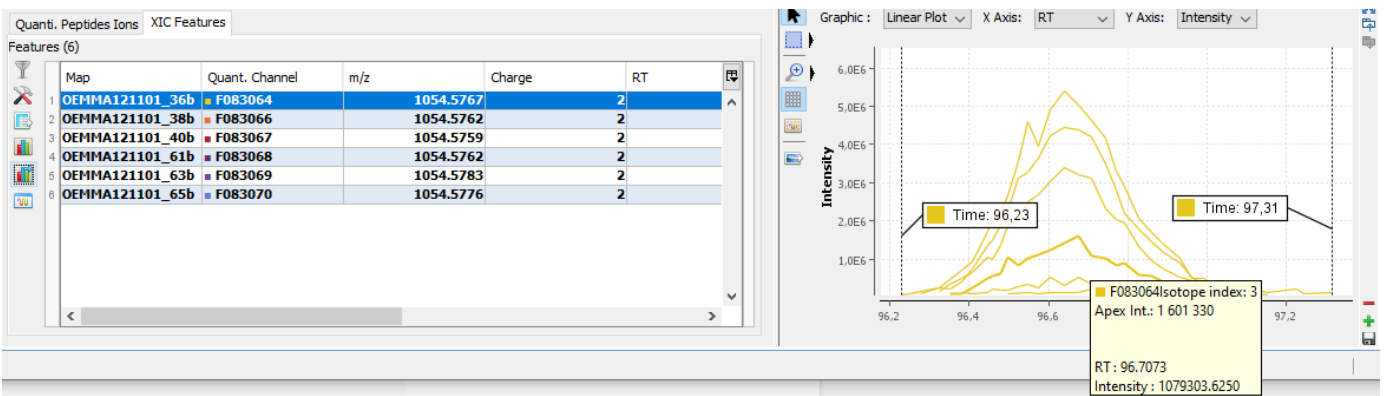 Quanti. Peptides Ions XIC Features
Features (6)
Map Quant. Channel m/z Charge RT
1 OEMMA121101_36b F083064 1054.5767 2
2 OEMMA121101_38b F083066 1054.5762 2
3 OEMMA121101_40b F083067 1054.5759 2
4 OEMMA121101_61b F083068 1054.5762 2
5 OEMMA121101_63b F083069 1054.5783 2
6 OEMMA121101_65b F083070 1054.5776 2
Graphic : Linear Plot X Axis: RT Y Axis: Intensity
Intensity
6,0E6
5,0E6
4,0E6
3,0E6
2,0E6
1,0E6
Time: 96,23
Time: 97,31
96,2 96,4 96,6 97,2
F083064Isotope index: 3
Apex Int.: 1 601 330
RT : 96.7073
Intensity : 1079303.6250